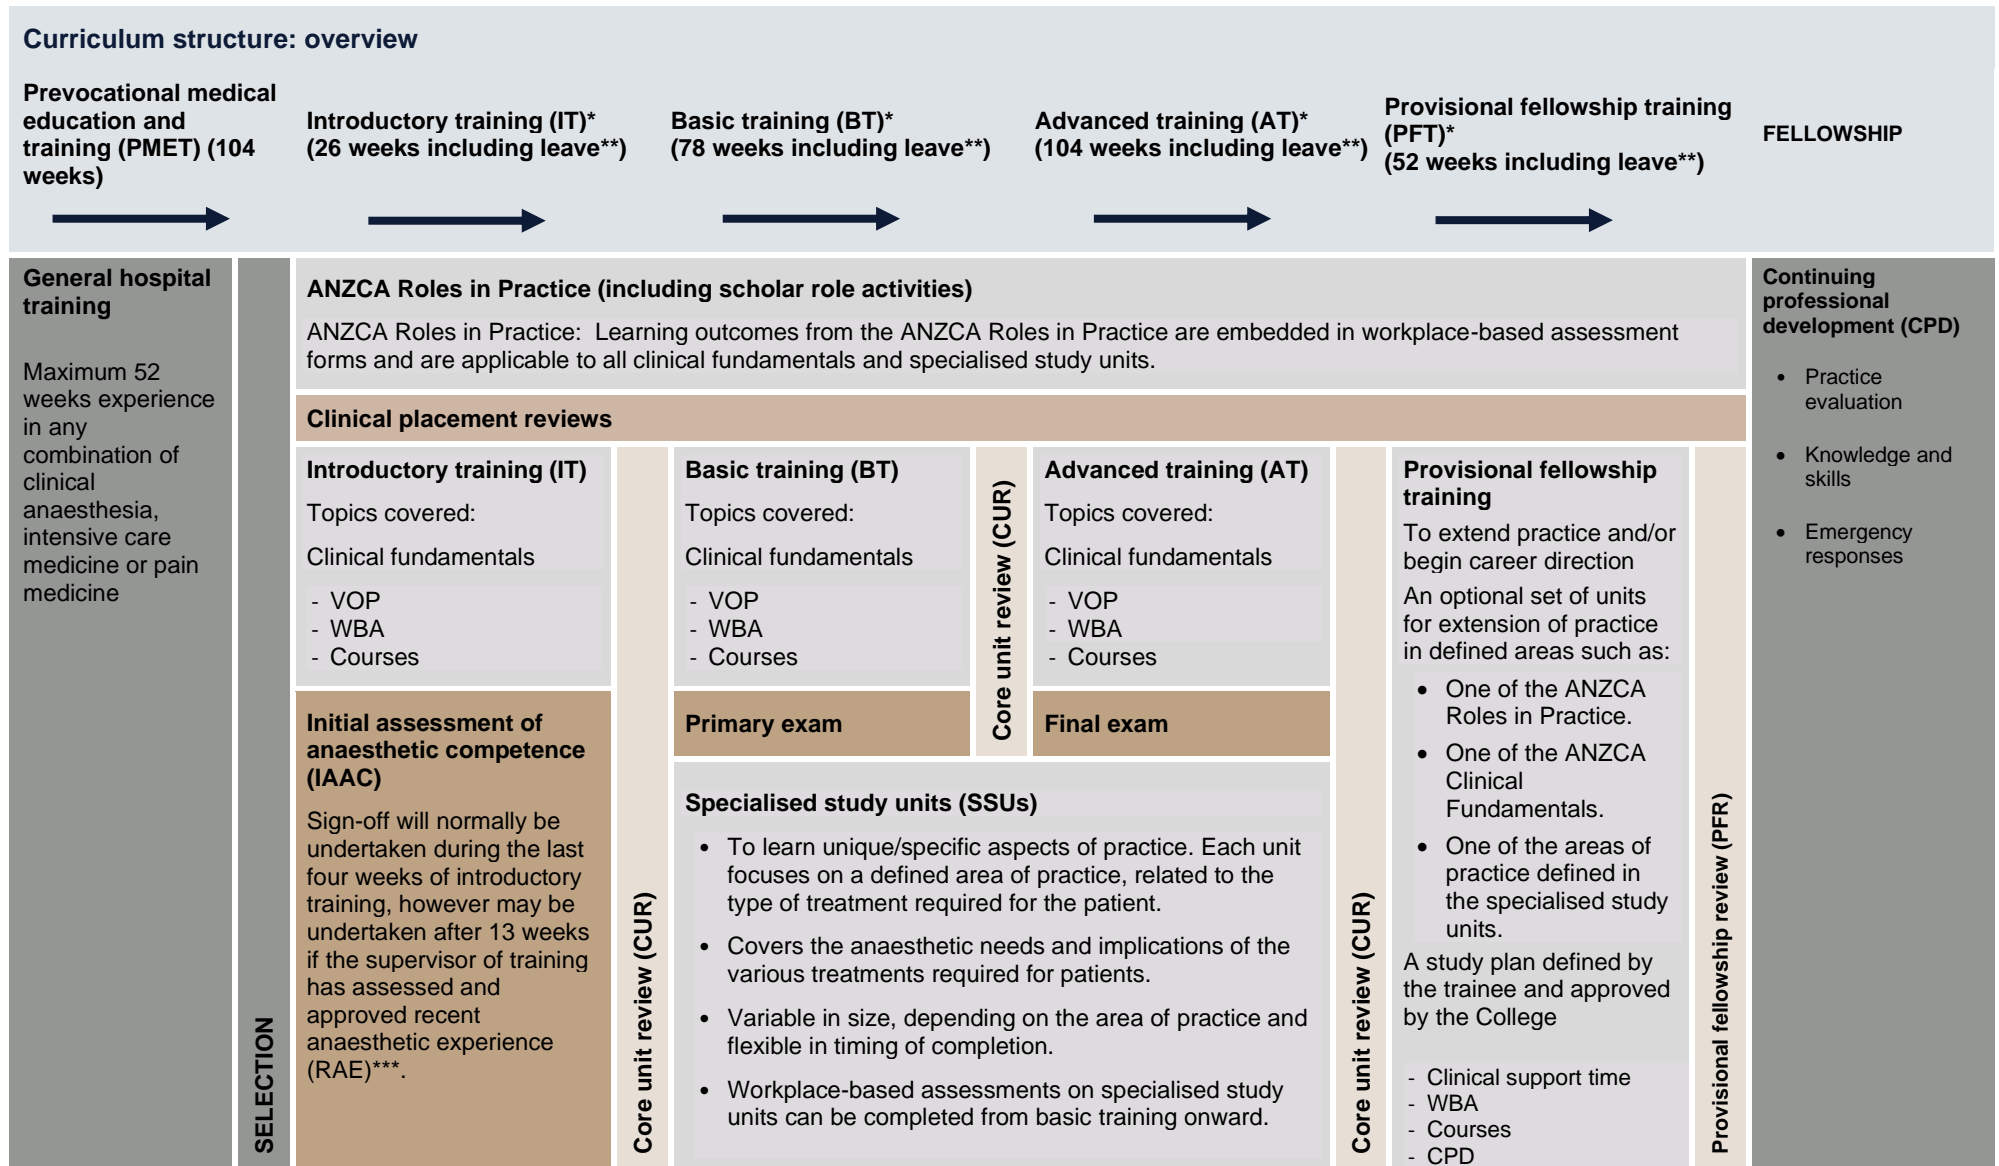 Curriculum structure: overview
Prevocational medical
education and
training (PMET) (104
weeks)
Introductory training (IT)*
(26 weeks including leave**)
Basic training (BT)*
(78 weeks including leave**)
Advanced training (AT)*
(104 weeks including leave**)
Provisional fellowship training
(PFT)*
(52 weeks including leave**)
FELLOWSHIP
General hospital
training
Maximum 52
weeks experience
in any
combination of
clinical
anaesthesia,
intensive care
medicine or pain
medicine
SELECTION
ANZCA Roles in Practice (including scholar role activities)
ANZCA Roles in Practice:  Learning outcomes from the ANZCA Roles in Practice are embedded in workplace-based assessment
forms and are applicable to all clinical fundamentals and specialised study units.
Clinical placement reviews
Introductory training (IT)
Topics covered:
Clinical fundamentals
- VOP
- WBA
- Courses
Initial assessment of
anaesthetic competence
(IAAC)
Sign-off will normally be
undertaken during the last
four weeks of introductory
training, however may be
undertaken after 13 weeks
if the supervisor of training
has assessed and
approved recent
anaesthetic experience
(RAE)***.
Core unit review (CUR)
Basic training (BT)
Topics covered:
Clinical fundamentals
- VOP
- WBA
- Courses
Primary exam
Core unit review (CUR)
Advanced training (AT)
Topics covered:
Clinical fundamentals
- VOP
- WBA
- Courses
Final exam
Specialised study units (SSUs)
• To learn unique/specific aspects of practice. Each unit
focuses on a defined area of practice, related to the
type of treatment required for the patient.
• Covers the anaesthetic needs and implications of the
various treatments required for patients.
• Variable in size, depending on the area of practice and
flexible in timing of completion.
• Workplace-based assessments on specialised study
units can be completed from basic training onward.
Core unit review (CUR)
Provisional fellowship
training
To extend practice and/or
begin career direction
An optional set of units
for extension of practice
in defined areas such as:
• One of the ANZCA
Roles in Practice.
• One of the ANZCA
Clinical
Fundamentals.
• One of the areas of
practice defined in
the specialised study
units.
A study plan defined by
the trainee and approved
by the College
- Clinical support time
- WBA
- Courses
- CPD
Provisional fellowship review (PFR)
Continuing
professional
development (CPD)
• Practice
evaluation
• Knowledge and
skills
• Emergency
responses